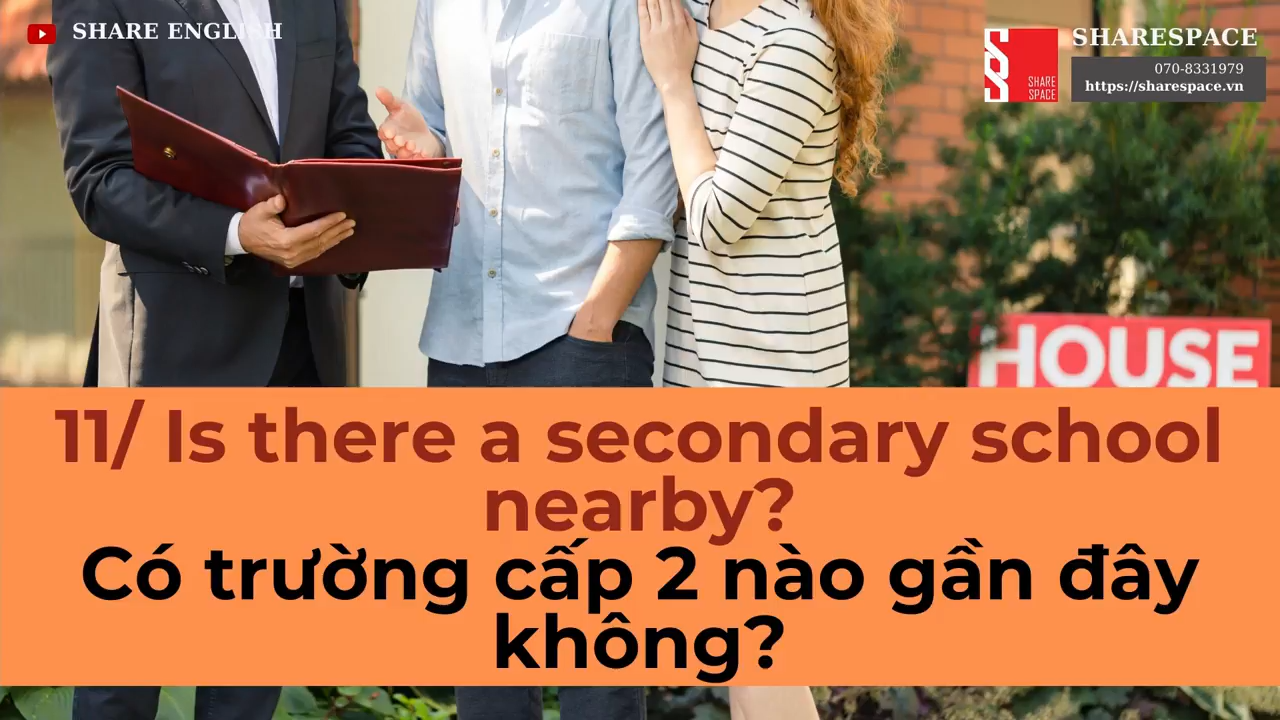 SHARE ENGLISH
SHARESPACE
070-8331979
https://sharespace.vn
SHARE
SPACE
HOUSE
11/ Is there a secondary school
nearby?
Có trường cấp 2 nào gần đây
không?